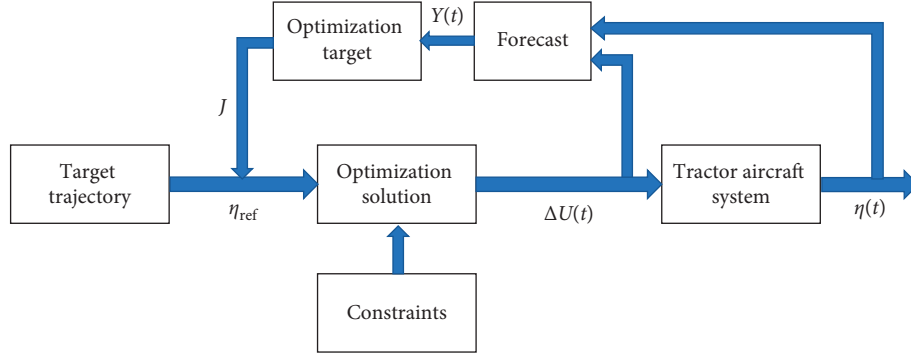 Optimization
target
Y(t)
Forecast
J
Target
trajectory
η_ref
Optimization
solution
ΔU(t)
Tractor aircraft
system
η(t)
Constraints